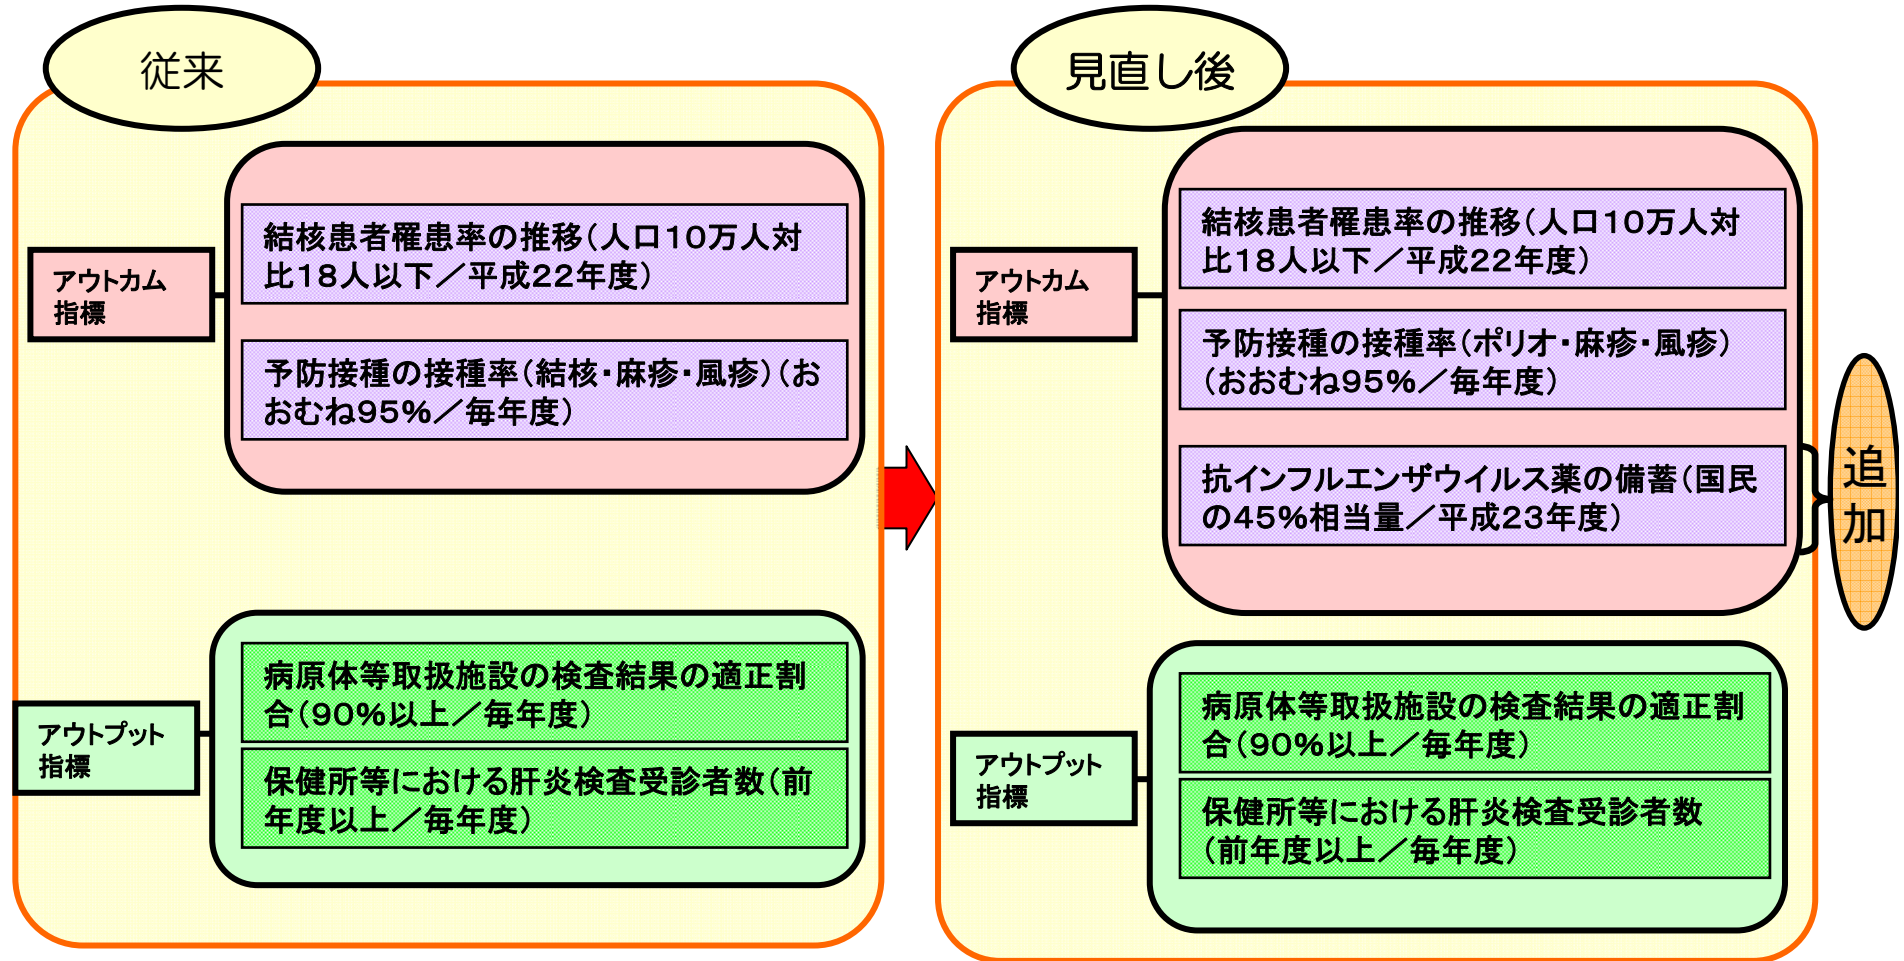 従来
アウトカム
指標
結核患者罹患率の推移（人口１０万人対
比１８人以下／平成２２年度）
予防接種の接種率（結核・麻疹・風疹）（お
おむね９５％／毎年度）
アウトプット
指標
病原体等取扱施設の検査結果の適正割
合（９０％以上／毎年度）
保健所等における肝炎検査受診者数（前
年度以上／毎年度）
見直し後
アウトカム
指標
結核患者罹患率の推移（人口１０万人対
比１８人以下／平成２２年度）
予防接種の接種率（ポリオ・麻疹・風疹）
（おおむね９５％／毎年度）
抗インフルエンザウイルス薬の備蓄（国民
の４５％相当量／平成２３年度）
追
加
アウトプット
指標
病原体等取扱施設の検査結果の適正割
合（９０％以上／毎年度）
保健所等における肝炎検査受診者数
（前年度以上／毎年度）